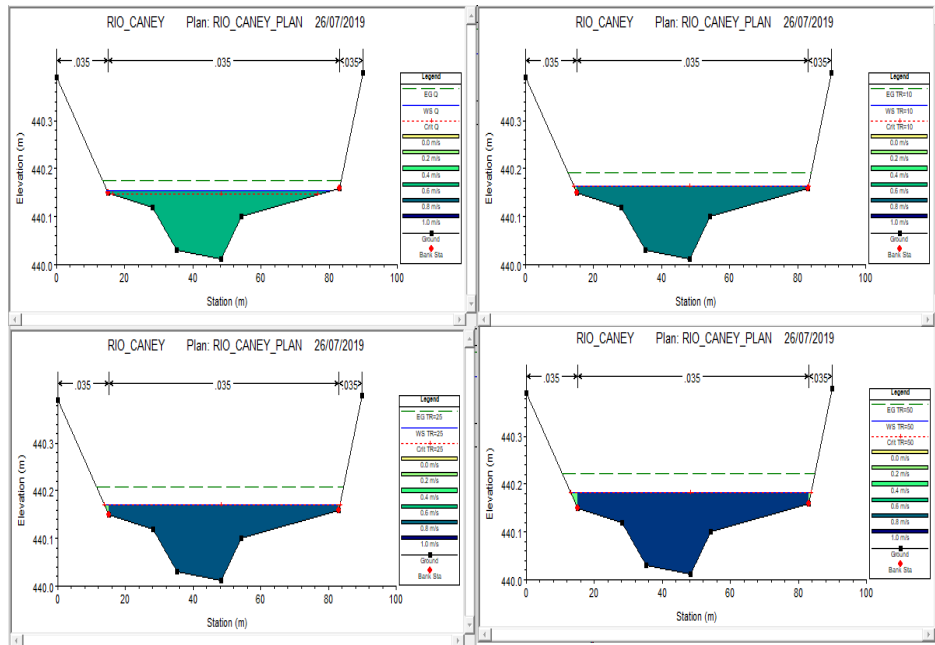 RIO_CANEY Plan: RIO_CANEY_PLAN 26/07/2019
.035 .035 .035
Elevation (m)
440.3
440.2
440.1
440.0
0 20 40 60 80 100
Station (m)
Legend
EG Q
WS Q
Crit Q
0.0 m/s
0.2 m/s
0.4 m/s
0.6 m/s
0.8 m/s
1.0 m/s
Ground
Bank Sta
RIO_CANEY Plan: RIO_CANEY_PLAN 26/07/2019
.035 .035 .035
Elevation (m)
440.3
440.2
440.1
440.0
0 20 40 60 80 100
Station (m)
Legend
EG TR=10
WS TR=10
Crit TR=10
0.0 m/s
0.2 m/s
0.4 m/s
0.6 m/s
0.8 m/s
1.0 m/s
Ground
Bank Sta
RIO_CANEY Plan: RIO_CANEY_PLAN 26/07/2019
.035 .035 .035
Elevation (m)
440.3
440.2
440.1
440.0
0 20 40 60 80 100
Station (m)
Legend
EG TR=25
WS TR=25
Crit TR=25
0.0 m/s
0.2 m/s
0.4 m/s
0.6 m/s
0.8 m/s
1.0 m/s
Ground
Bank Sta
RIO_CANEY Plan: RIO_CANEY_PLAN 26/07/2019
.035 .035 .035
Elevation (m)
440.3
440.2
440.1
440.0
0 20 40 60 80 100
Station (m)
Legend
EG TR=50
WS TR=50
Crit TR=50
0.0 m/s
0.2 m/s
0.4 m/s
0.6 m/s
0.8 m/s
1.0 m/s
Ground
Bank Sta